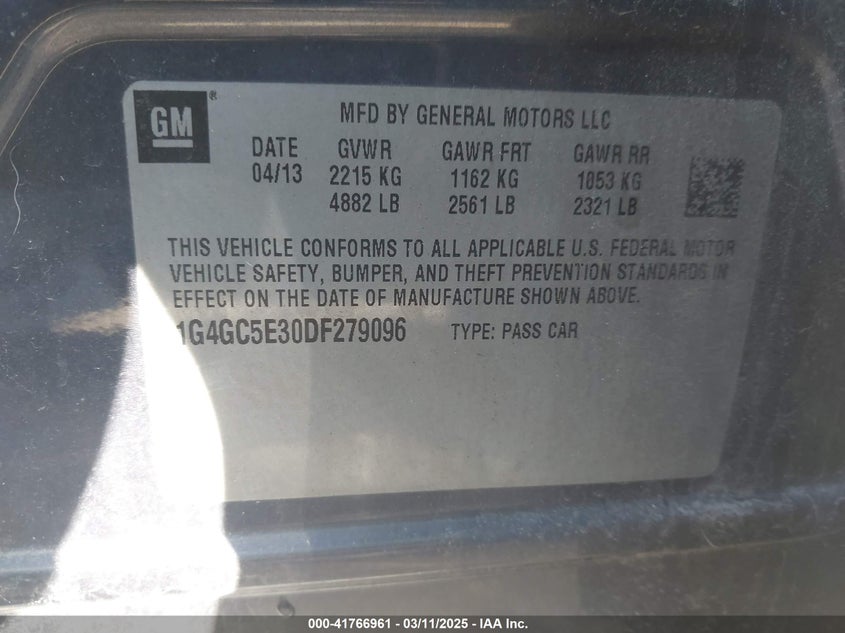 GM®
MFD BY GENERAL MOTORS LLC
DATE GVWR GAWR FRT GAWR RR
04/13 2215 KG 1162 KG 1053 KG
4882 LB 2561 LB 2321 LB
THIS VEHICLE CONFORMS TO ALL APPLICABLE U.S. FEDERAL MOTOR
VEHICLE SAFETY, BUMPER, AND THEFT PREVENTION STANDARDS IN
EFFECT ON THE DATE OF MANUFACTURE SHOWN ABOVE.
1G4GC5E30DF279096 TYPE: PASS CAR
000-41766961 - 03/11/2025 - IAA Inc.